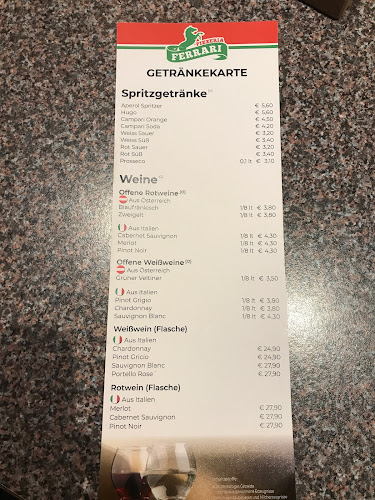 PIZZERIA
FERRARI
GETRÄNKEKARTE
Spritzgetränke
Aperol Spritzer € 5,60
Hugo € 5,60
Campari Orange € 4,50
Campari Soda € 4,20
Weiss Sauer € 3,20
Weiss Süß € 3,40
Rot Sauer € 3,20
Rot Süß € 3,40
Prosseco 0,1 lt € 3,10
Weine
Offene Rotweine
Aus Österreich
Blaufränkisch 1/8 lt € 3,80
Zweigelt 1/8 lt € 3,80
Aus Italien
Cabernet Sauvignon 1/8 lt € 4,30
Merlot 1/8 lt € 4,30
Pinot Noir 1/8 lt € 4,30
Offene Weißweine
Aus Österreich
Grüner Veltiner 1/8 lt € 3,50
Aus Italien
Pinot Grigio 1/8 lt € 3,80
Chardonnay 1/8 lt € 3,80
Sauvignon Blanc 1/8 lt € 4,30
Weißwein (Flasche)
Aus Italien
Chardonnay € 24,90
Pinot Gricio € 24,90
Sauvignon Blanc € 27,90
Portello Rose € 27,90
Rotwein (Flasche)
Aus Italien
Merlot € 27,90
Cabernet Sauvignon € 27,90
Pinot Noir € 27,90